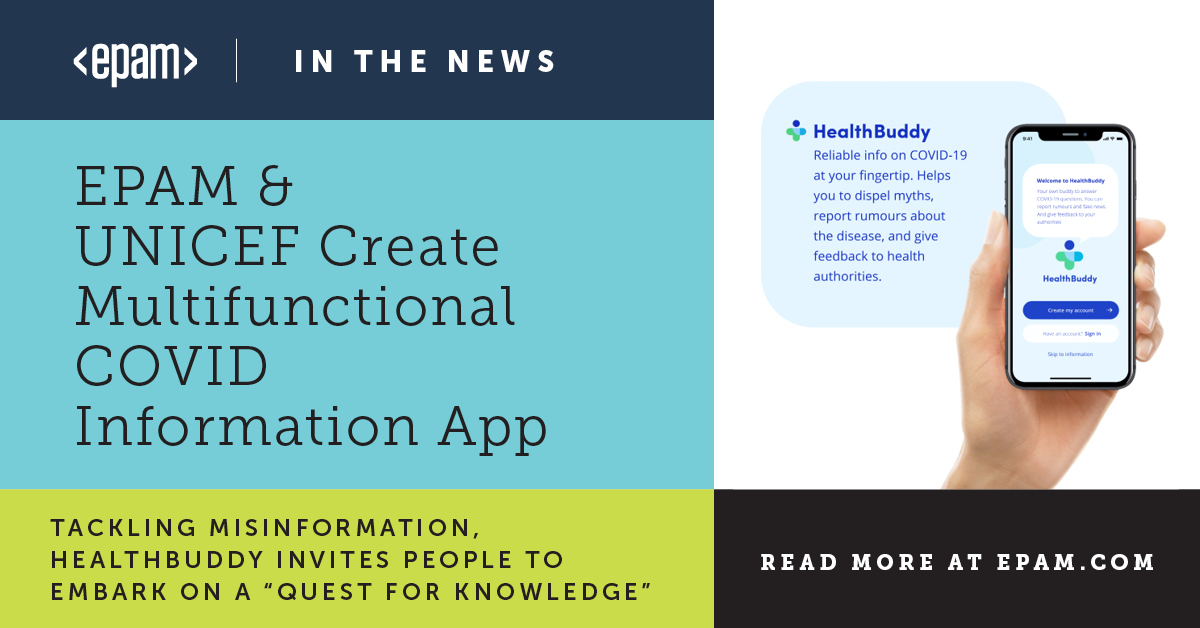 <epam>
IN THE NEWS
EPAM &
UNICEF Create
Multifunctional
COVID
Information App
TACKLING MISINFORMATION,
HEALTHBUDDY INVITES PEOPLE TO
EMBARK ON A “QUEST FOR KNOWLEDGE”
HealthBuddy
Reliable info on COVID-19
at your fingertip. Helps
you to dispel myths,
report rumours about
the disease, and give
feedback to health
authorities.
9:41
Welcome to HealthBuddy
Your own buddy to answer
COVID-19 questions. You can
report rumours and fake news.
And give feedback to your
authorities
HealthBuddy
Create my account
Have an account? Sign in
Skip to information
READ MORE AT EPAM.COM